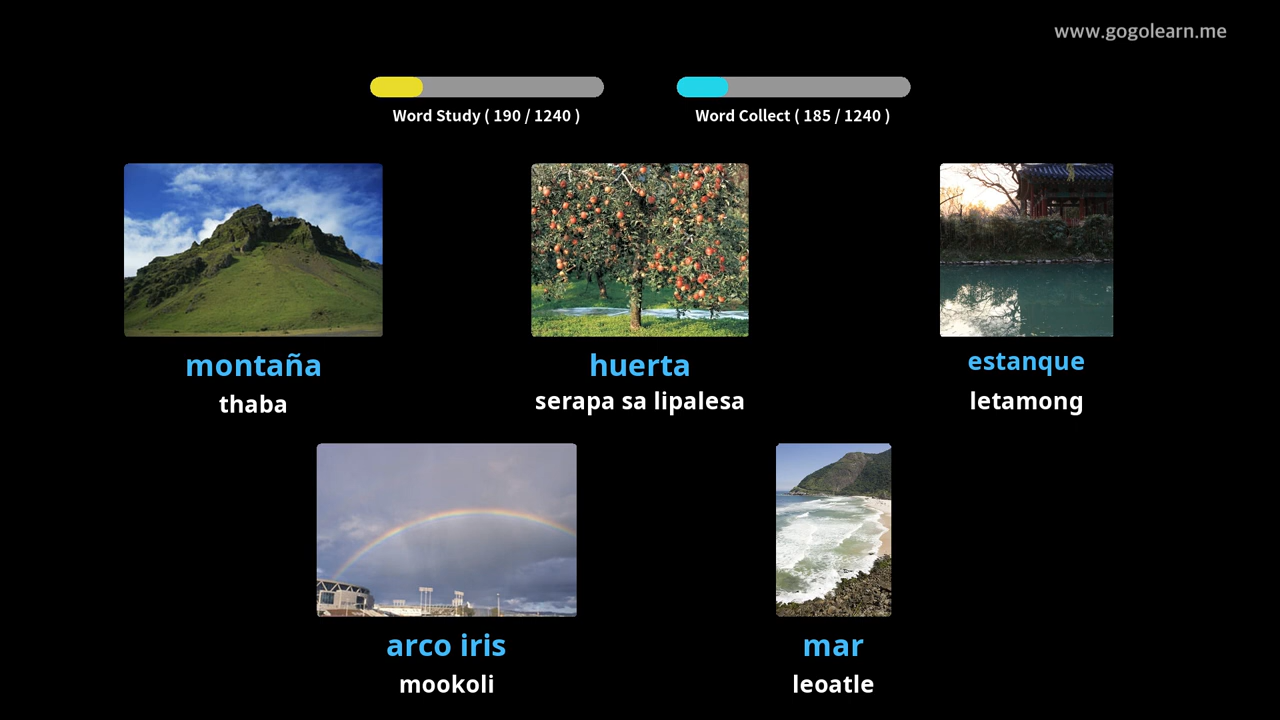 www.gogolearn.me
Word Study ( 190 / 1240 )
Word Collect ( 185 / 1240 )
montaña
thaba
huerta
serapa sa lipalesa
estanque
letamong
arco iris
mookoli
mar
leoatle